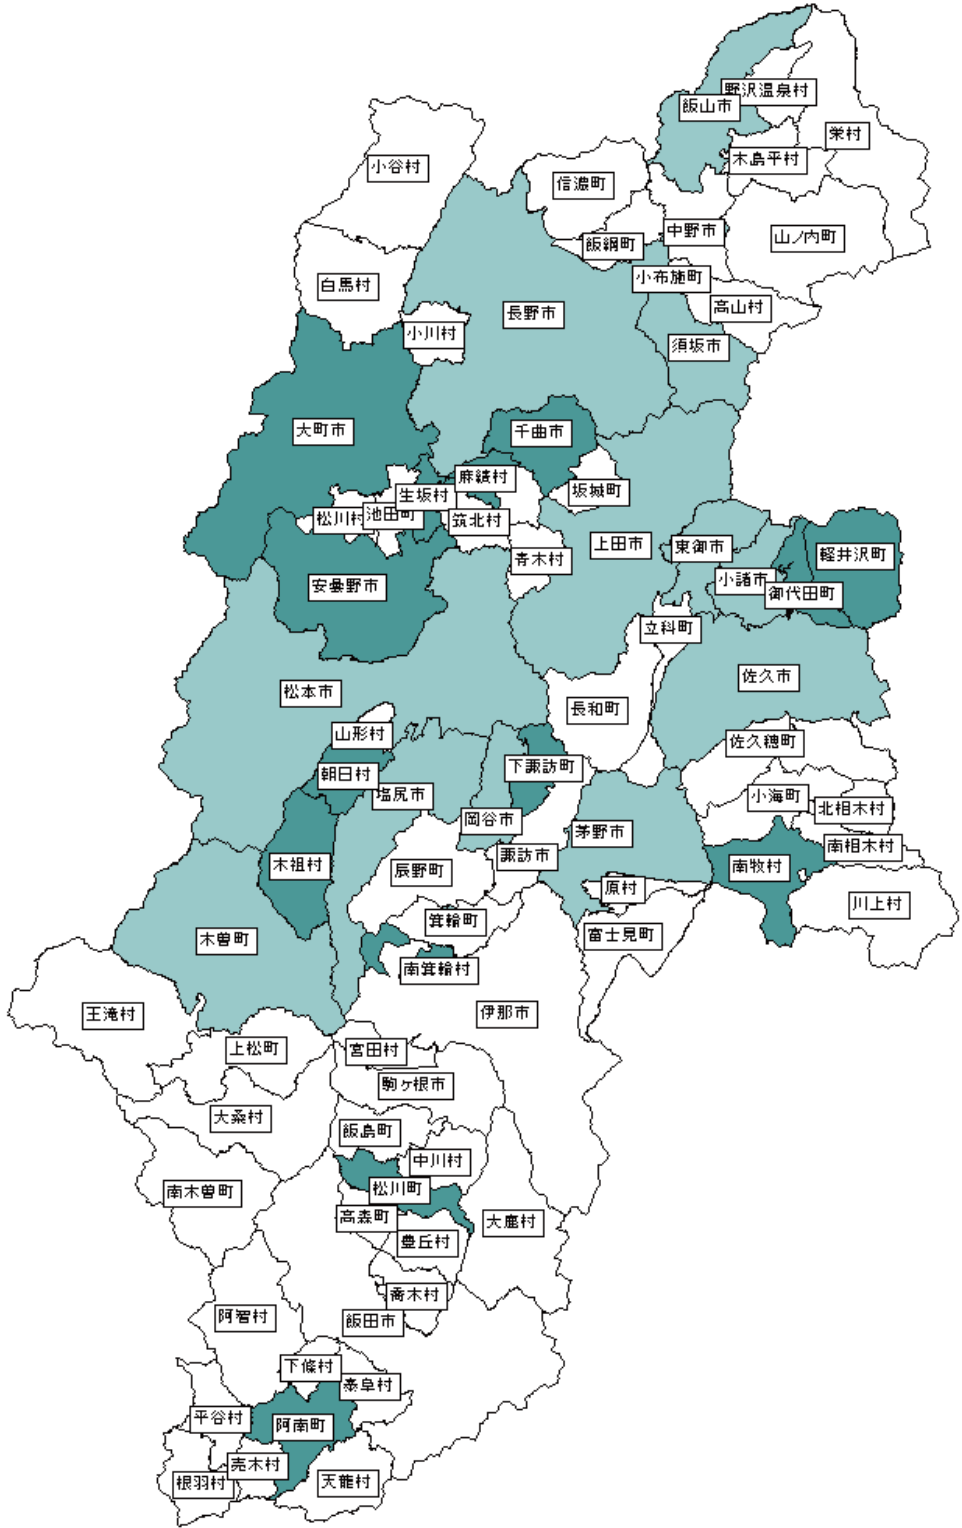 野沢温泉村
飯山市
栄村
木島平村
小谷村
信濃町
中野市
山ノ内町
飯綱町
小布施町
白馬村
高山村
長野市
小川村
須坂市
大町市
千曲市
麻績村
生坂村
坂城町
松川村
池田町
筑北村
上田市
東御市
軽井沢町
青木村
小諸市
安曇野市
御代田町
立科町
佐久市
松本市
長和町
山形村
佐久穂町
下諏訪町
朝日村
塩尻市
小海町
北相木村
岡谷市
茅野市
南相木村
諏訪市
木祖村
辰野町
南牧村
原村
川上村
箕輪町
木曽町
富士見町
南箕輪村
王滝村
伊那市
上松町
宮田村
駒ヶ根市
大桑村
飯島町
中川村
南木曽町
松川町
高森町
大鹿村
豊丘村
喬木村
阿智村
飯田市
下條村
泰阜村
平谷村
阿南町
売木村
根羽村
天龍村